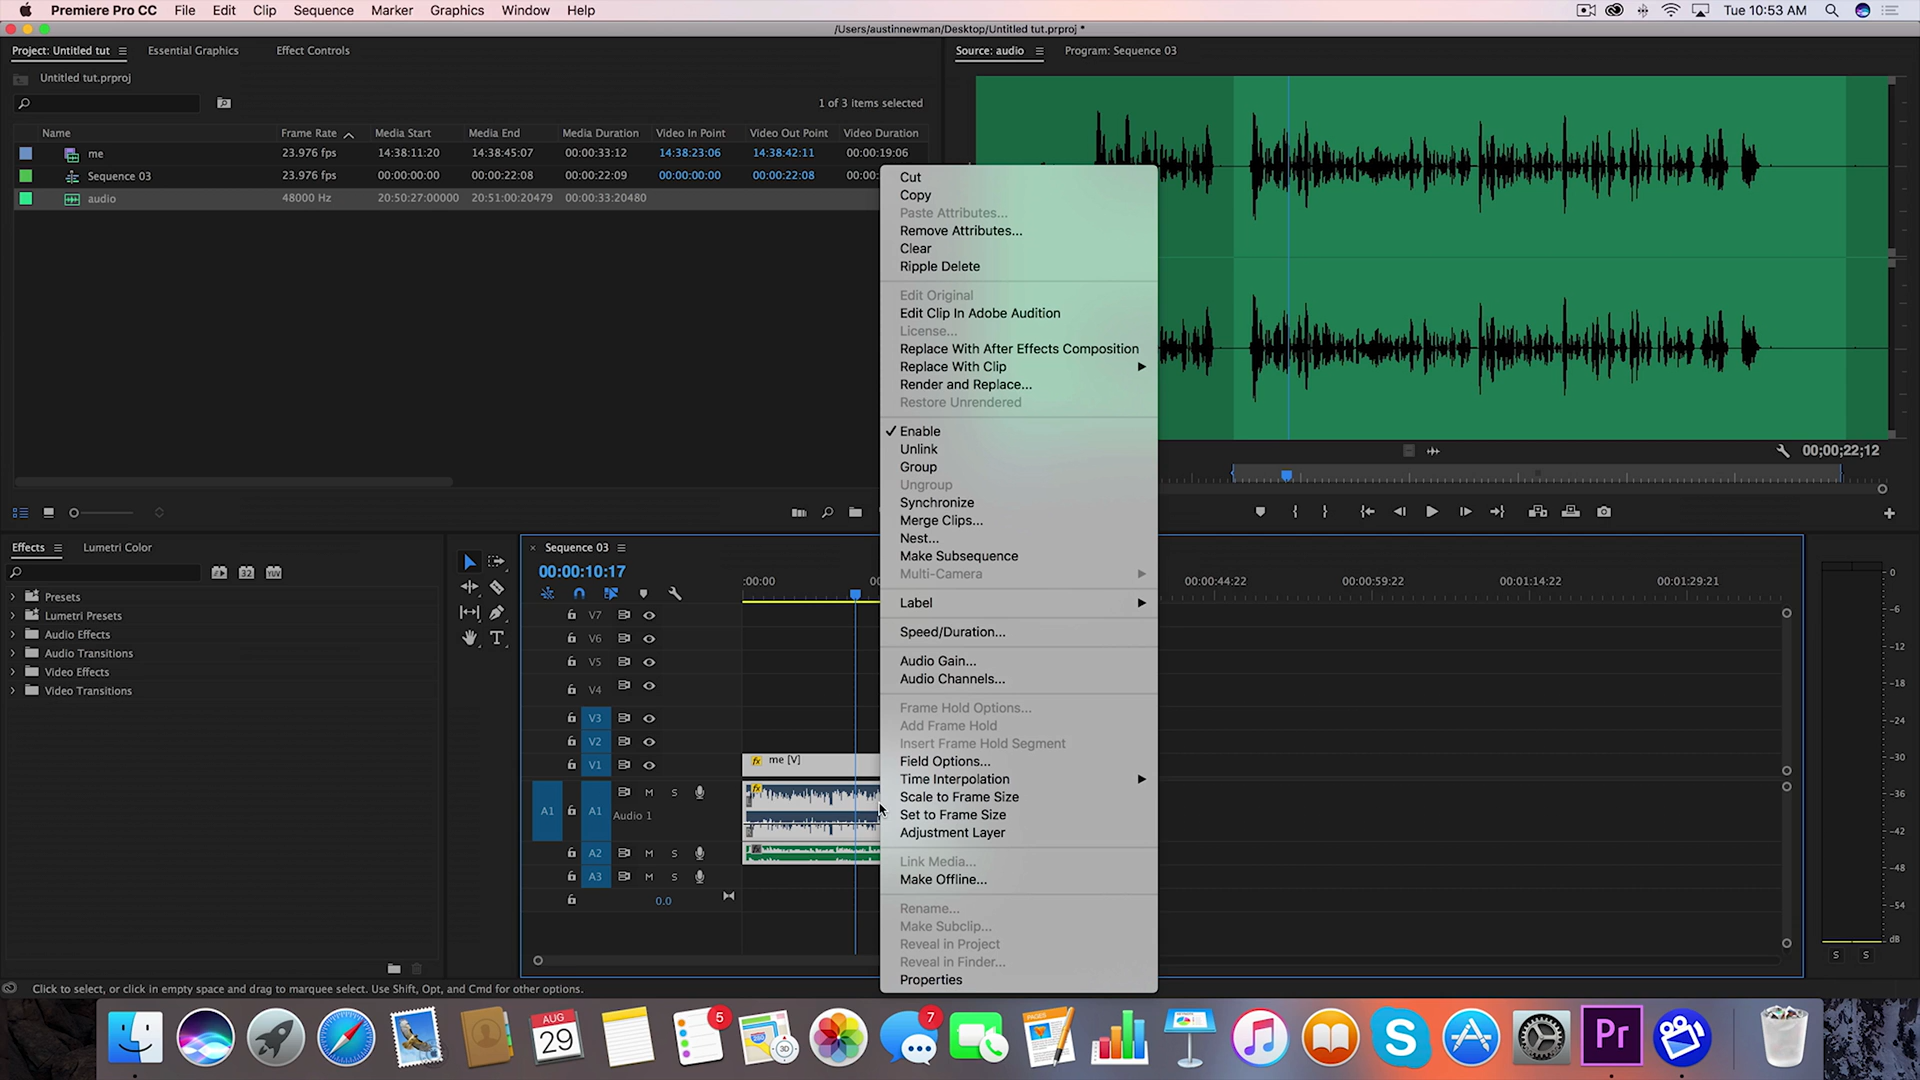 Premiere Pro CC File Edit Clip Sequence Marker Graphics Window Help Tue 10:53 AM
/Users/austinnewman/Desktop/Untitled tut.prproj *
Project: Untitled tut Essential Graphics Effect Controls
Source: audio Program: Sequence 03
Untitled tut.prproj
1 of 3 items selected
Name Frame Rate Media Start Media End Media Duration Video In Point Video Out Point Video Duration
me 23.976 fps 14:38:11:20 14:38:45:07 00:00:33:12 14:38:23:06 14:38:42:11 00:00:19:06
Sequence 03 23.976 fps 00:00:00:00 00:00:22:08 00:00:22:09 00:00:00:00 00:00:22:08 00:00:
audio 48000 Hz 20:50:27:00000 20:51:00:20479 00:00:33:20480
Cut
Copy
Paste Attributes...
Remove Attributes...
Clear
Ripple Delete
Edit Original
Edit Clip In Adobe Audition
License...
Replace With After Effects Composition
Replace With Clip
Render and Replace...
Restore Unrendered
Enable
Unlink
Group
Ungroup
Synchronize
Merge Clips...
Nest...
Make Subsequence
Multi-Camera
Label
Speed/Duration...
Audio Gain...
Audio Channels...
Frame Hold Options...
Add Frame Hold
Insert Frame Hold Segment
Field Options...
Time Interpolation
Scale to Frame Size
Set to Frame Size
Adjustment Layer
Link Media...
Make Offline...
Rename...
Make Subclip...
Reveal in Project
Reveal in Finder...
Properties
00;00;22;12
Effects Lumetri Color
32 YUV
Presets
Lumetri Presets
Audio Effects
Audio Transitions
Video Effects
Video Transitions
T
× Sequence 03
00:00:10:17
:00:00 00 00:00:44:22 00:00:59:22 00:01:14:22 00:01:29:21
V7
V6
V5
V4
V3
V2
V1
fx me [V]
A1 A1 M S
Audio 1
fx
A2 M S
A3 M S
0.0
0
-6
-12
-18
-24
-30
-36
-42
-48
-54
dB
S S
Click to select, or click in empty space and drag to marquee select. Use Shift, Opt, and Cmd for other options.
AUG
29
5
3D
7
PAGES
S
Pr